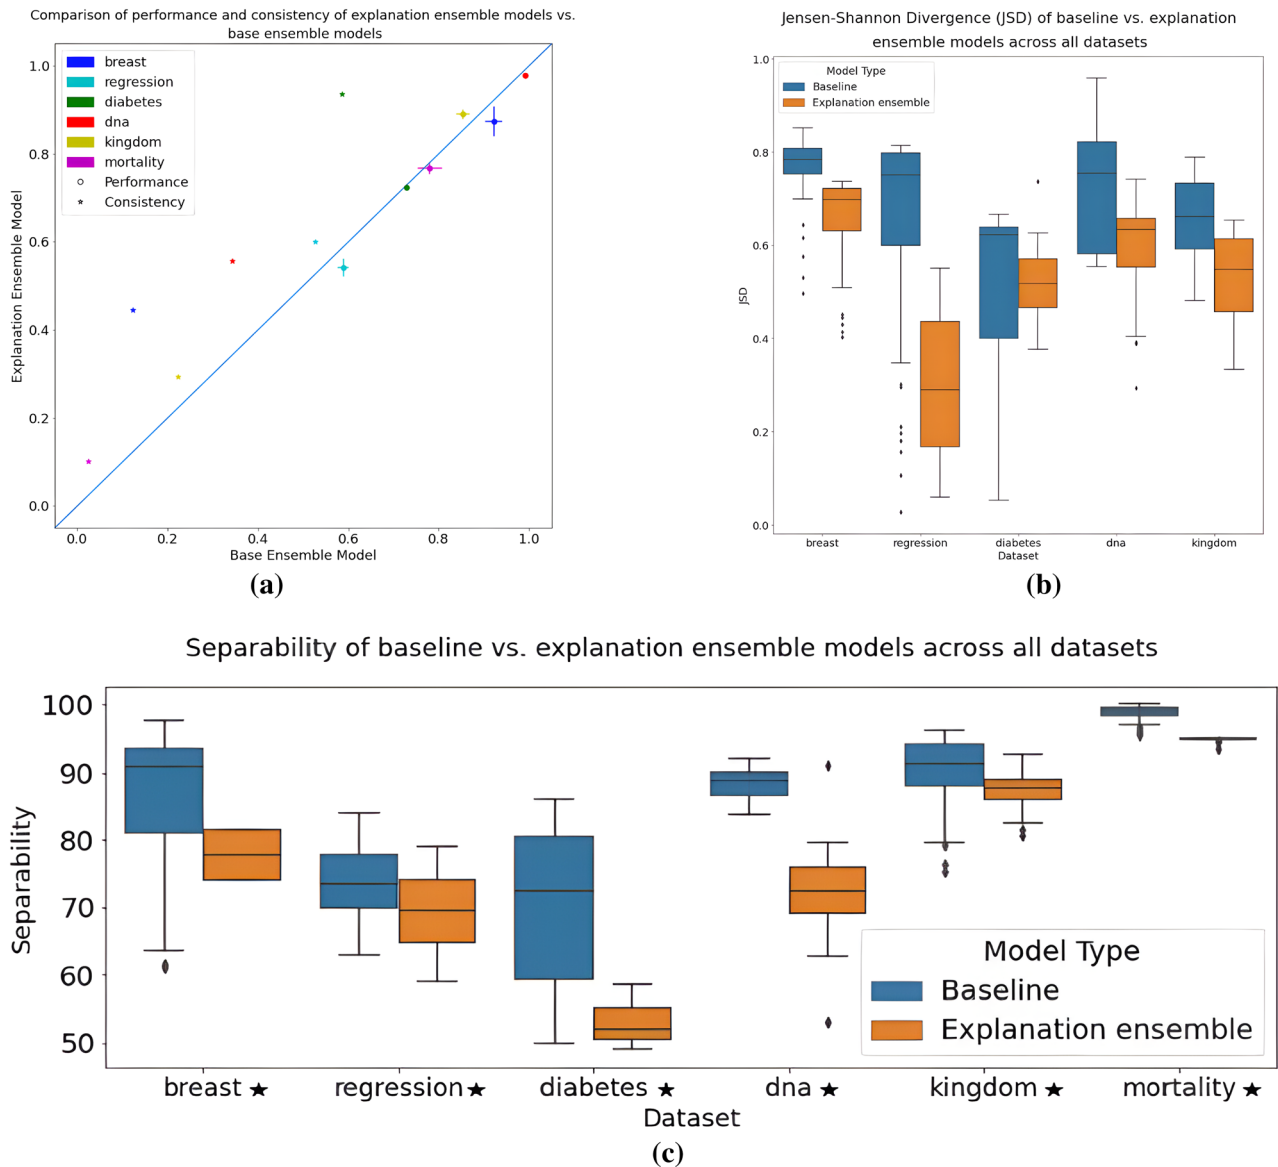 Comparison of performance and consistency of explanation ensemble models vs.
base ensemble models
1.0
0.8
0.6
0.4
0.2
0.0
Explanation Ensemble Model
breast
regression
diabetes
dna
kingdom
mortality
Performance
Consistency
0.0 0.2 0.4 0.6 0.8 1.0
Base Ensemble Model
(a)
Jensen-Shannon Divergence (JSD) of baseline vs. explanation
ensemble models across all datasets
1.0
0.8
0.6
0.4
0.2
0.0
JSD
Model Type
Baseline
Explanation ensemble
breast regression diabetes dna kingdom
Dataset
(b)
Separability of baseline vs. explanation ensemble models across all datasets
100
90
80
70
60
50
Separability
Model Type
Baseline
Explanation ensemble
breast ★ regression ★ diabetes ★ dna ★ kingdom ★ mortality ★
Dataset
(c)